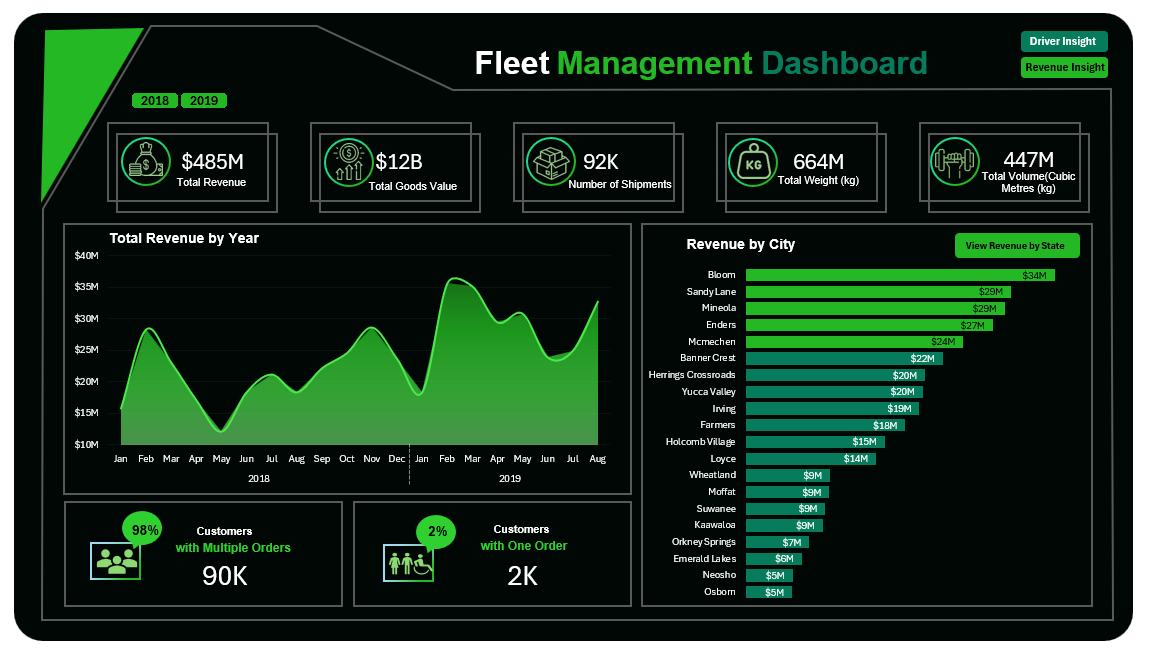 Fleet Management Dashboard
Driver Insight
Revenue Insight
2018 2019
$485M
Total Revenue
$
$12B
Total Goods Value
$
92K
Number of Shipments
KG
664M
Total Weight (kg)
447M
Total Volume(Cubic
Metres (kg)
Total Revenue by Year
$40M
$35M
$30M
$25M
$20M
$15M
$10M
Jan Feb Mar Apr May Jun Jul Aug Sep Oct Nov Dec Jan Feb Mar Apr May Jun Jul Aug
2018 2019
98%
Customers
with Multiple Orders
90K
2%
Customers
with One Order
2K
Revenue by City
View Revenue by State
Bloom $34M
Sandy Lane $29M
Mineola $29M
Enders $27M
Mcmechen $24M
Banner Crest $22M
Herrings Crossroads $20M
Yucca Valley $20M
Irving $19M
Farmers $18M
Holcomb Village $15M
Loyce $14M
Wheatland $9M
Moffat $9M
Suwanee $9M
Kaawaloa $9M
Orkney Springs $7M
Emerald Lakes $6M
Neosho $5M
Osborn $5M